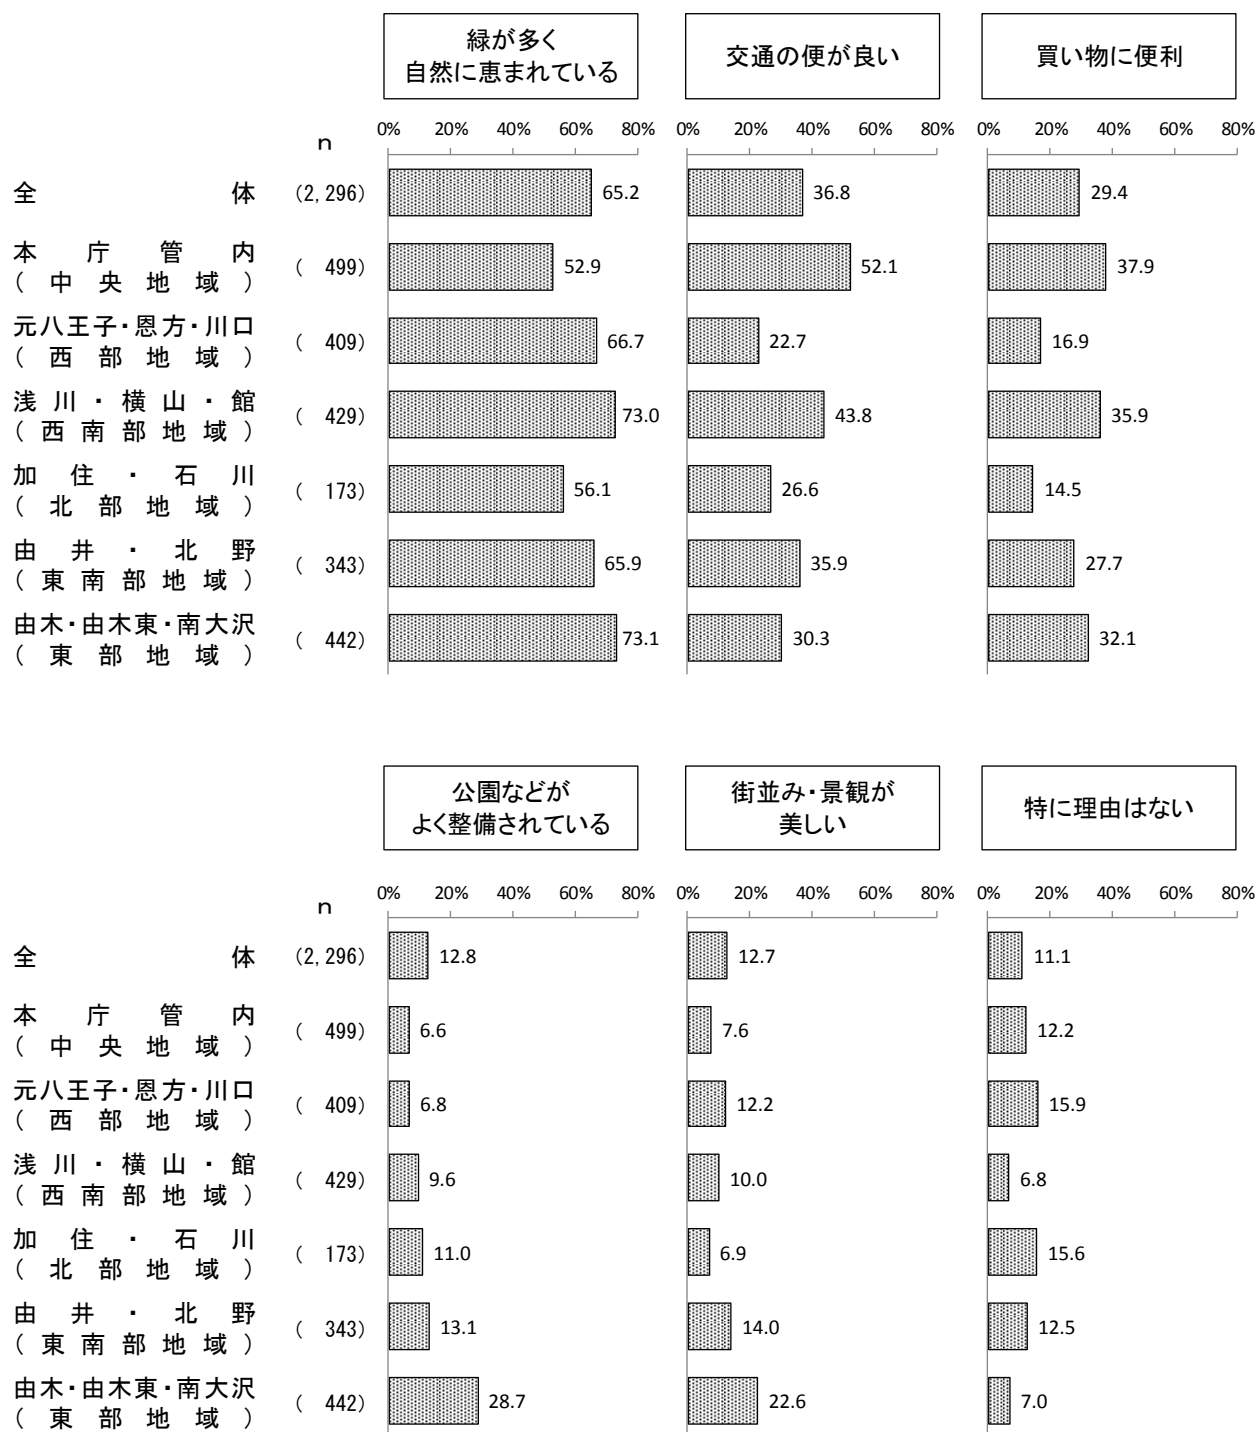 緑が多く
自然に恵まれている
交通の便が良い
買い物に便利
0% 20% 40% 60% 80% 0% 20% 40% 60% 80% 0% 20% 40% 60% 80%
n
全体 (2,296) 65.2 36.8 29.4
本庁管内
(中央地域) (499) 52.9 52.1 37.9
元八王子・恩方・川口
(西部地域) (409) 66.7 22.7 16.9
浅川・横山・館
(西南部地域) (429) 73.0 43.8 35.9
加住・石川
(北部地域) (173) 56.1 26.6 14.5
由井・北野
(東南部地域) (343) 65.9 35.9 27.7
由木・由木東・南大沢
(東部地域) (442) 73.1 30.3 32.1
公園などが
よく整備されている
街並み・景観が
美しい
特に理由はない
0% 20% 40% 60% 80% 0% 20% 40% 60% 80% 0% 20% 40% 60% 80%
n
全体 (2,296) 12.8 12.7 11.1
本庁管内
(中央地域) (499) 6.6 7.6 12.2
元八王子・恩方・川口
(西部地域) (409) 6.8 12.2 15.9
浅川・横山・館
(西南部地域) (429) 9.6 10.0 6.8
加住・石川
(北部地域) (173) 11.0 6.9 15.6
由井・北野
(東南部地域) (343) 13.1 14.0 12.5
由木・由木東・南大沢
(東部地域) (442) 28.7 22.6 7.0